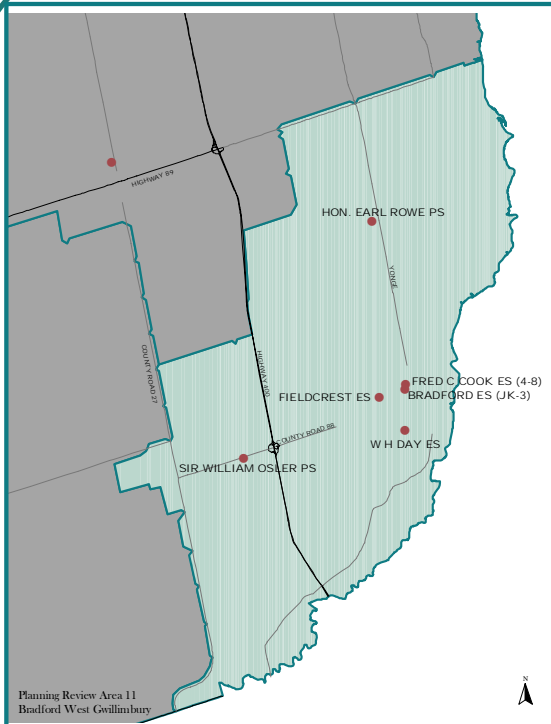 HIGHWAY 89
HON. EARL ROWE PS
YONGE
COUNTY ROAD 27
HIGHWAY 400
FRED C COOK ES (4-8)
BRADFORD ES (JK-3)
FIELDCREST ES
COUNTY ROAD 88
W H DAY ES
SIR WILLIAM OSLER PS
N
Planning Review Area 11
Bradford West Gwillimbury